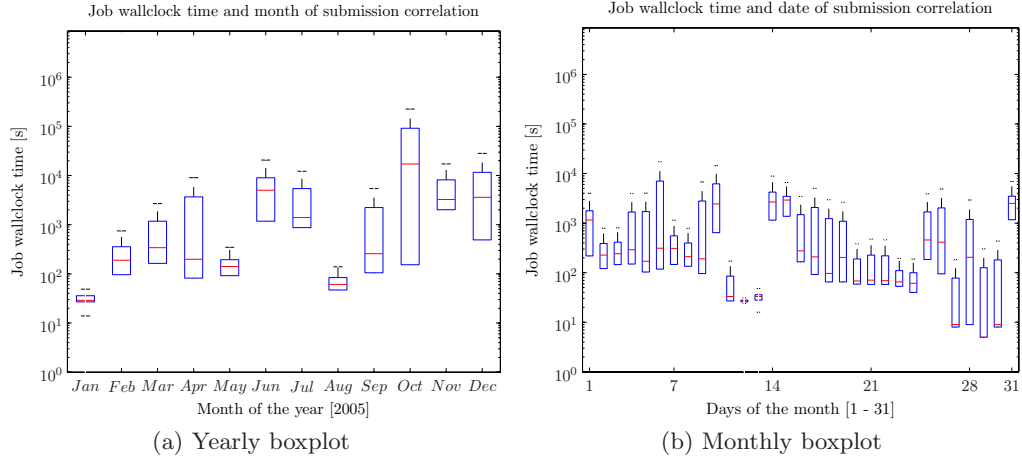 Job wallclock time and month of submission correlation
Job wallclock time [s]
10^6
10^5
10^4
10^3
10^2
10^1
10^0
Jan Feb Mar Apr May Jun Jul Aug Sep Oct Nov Dec
Month of the year [2005]
(a) Yearly boxplot
Job wallclock time and date of submission correlation
Job wallclock time [s]
10^6
10^5
10^4
10^3
10^2
10^1
10^0
1 7 14 21 28 31
Days of the month [1 - 31]
(b) Monthly boxplot